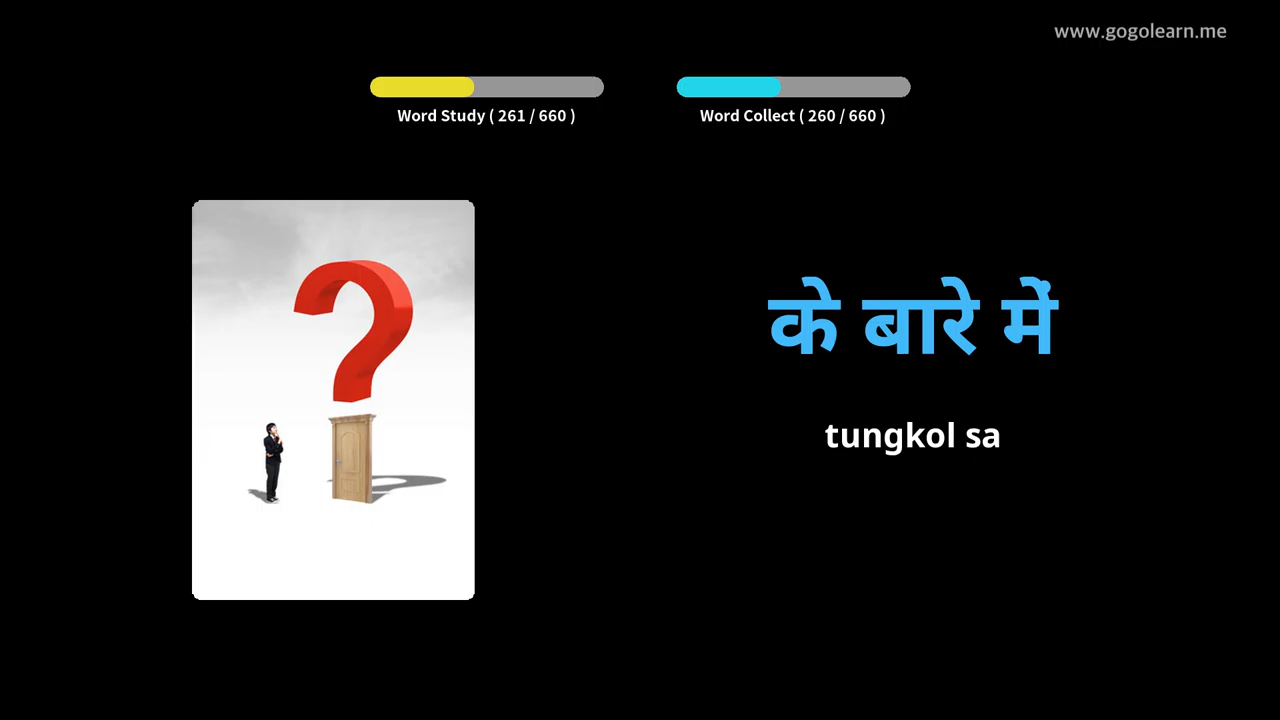 www.gogolearn.me
Word Study ( 261 / 660 )
Word Collect ( 260 / 660 )
के बारे में
tungkol sa